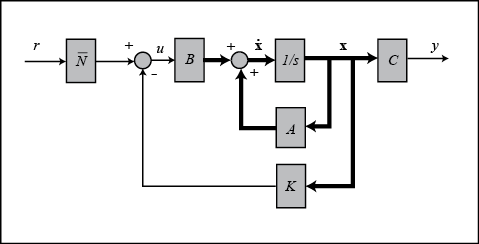 r N̅ + u - B + ẋ + 1/s x C y
A
K